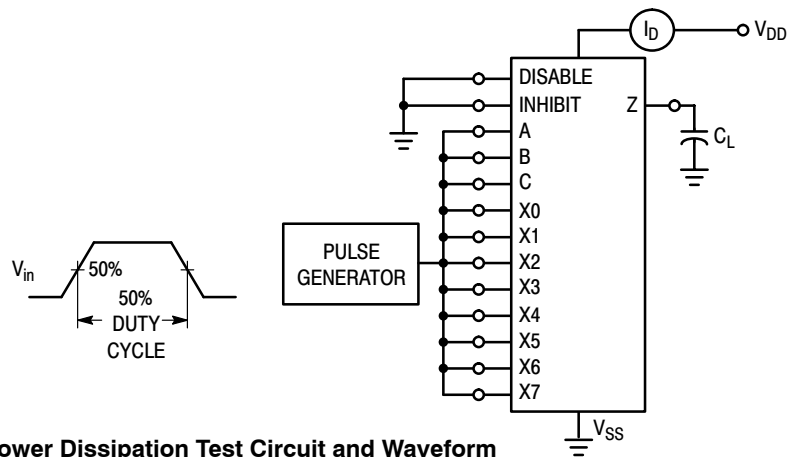 I_D
V_DD
DISABLE
INHIBIT
Z
A
C_L
B
C
X0
X1
PULSE
GENERATOR
X2
X3
X4
X5
X6
X7
V_in
50%
50%
DUTY
CYCLE
V_SS
ower Dissipation Test Circuit and Waveform